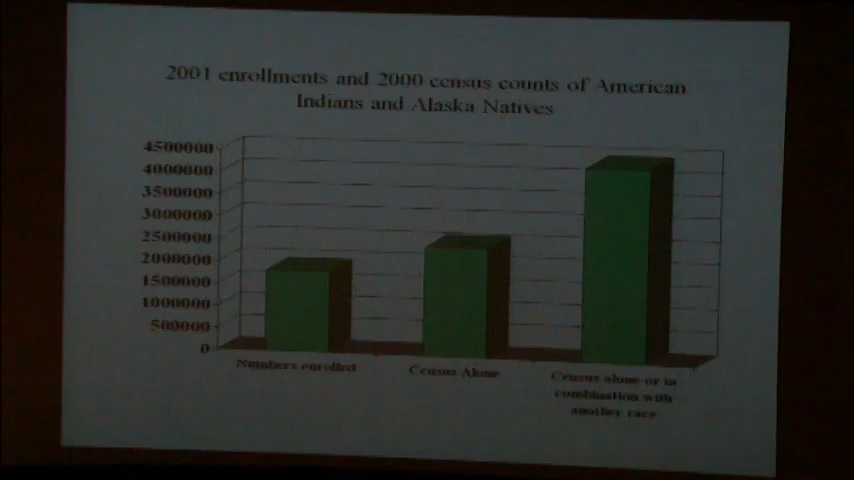 2001 enrollments and 2000 census counts of American
Indians and Alaska Natives
4500000
4000000
3500000
3000000
2500000
2000000
1500000
1000000
500000
0
Numbers enrolled
Census Alone
Census alone or in
combination with
another race